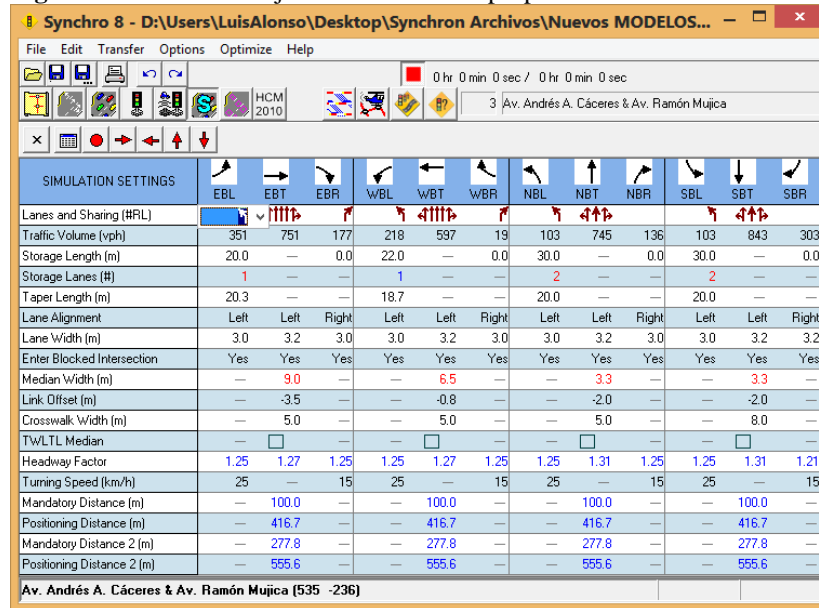 Synchro 8 - D:\Users\LuisAlonso\Desktop\Synchron Archivos\Nuevos MODELOS...
File Edit Transfer Options Optimize Help
0 hr 0 min 0 sec / 0 hr 0 min 0 sec
HCM 2010 3 Av. Andrés A. Cáceres & Av. Ramón Mujica
SIMULATION SETTINGS EBL EBT EBR WBL WBT WBR NBL NBT NBR SBL SBT SBR
Lanes and Sharing (#RL)
Traffic Volume (vph) 351 751 177 218 597 19 103 745 136 103 843 303
Storage Length (m) 20.0 — 0.0 22.0 — 0.0 30.0 — 0.0 30.0 — 0.0
Storage Lanes (#) 1 — — 1 — — 2 — — 2 — —
Taper Length (m) 20.3 — — 18.7 — — 20.0 — — 20.0 — —
Lane Alignment Left Left Right Left Left Right Left Left Right Left Left Right
Lane Width (m) 3.0 3.2 3.0 3.0 3.2 3.0 3.0 3.2 3.0 3.0 3.2 3.2
Enter Blocked Intersection Yes Yes Yes Yes Yes Yes Yes Yes Yes Yes Yes Yes
Median Width (m) — 9.0 — — 6.5 — — 3.3 — — 3.3 —
Link Offset (m) — -3.5 — — -0.8 — — -2.0 — — -2.0 —
Crosswalk Width (m) — 5.0 — — 5.0 — — 5.0 — — 8.0 —
TWLTL Median — — — — — — — —
Headway Factor 1.25 1.27 1.25 1.25 1.27 1.25 1.25 1.31 1.25 1.25 1.31 1.21
Turning Speed (km/h) 25 — 15 25 — 15 25 — 15 25 — 15
Mandatory Distance (m) — 100.0 — — 100.0 — — 100.0 — — 100.0 —
Positioning Distance (m) — 416.7 — — 416.7 — — 416.7 — — 416.7 —
Mandatory Distance 2 (m) — 277.8 — — 277.8 — — 277.8 — — 277.8 —
Positioning Distance 2 (m) — 555.6 — — 555.6 — — 555.6 — — 555.6 —
Av. Andrés A. Cáceres & Av. Ramón Mujica (535 -236)